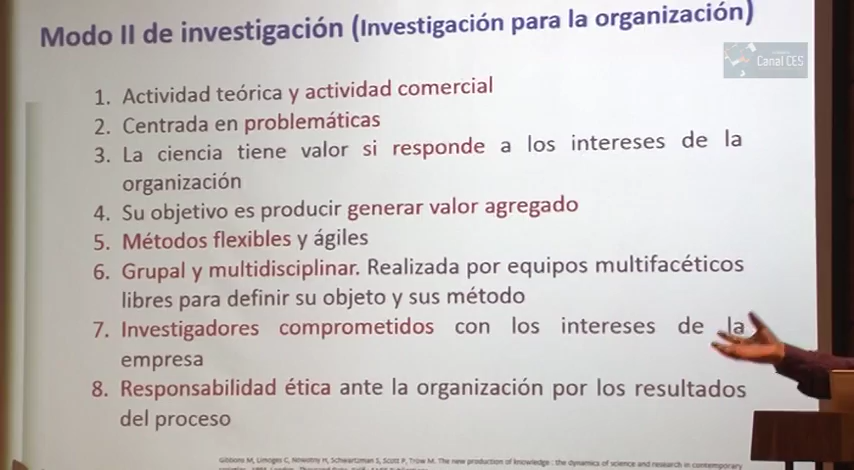 Modo II de investigación (Investigación para la organización)
Canal CES
1. Actividad teórica y actividad comercial
2. Centrada en problemáticas
3. La ciencia tiene valor si responde a los intereses de la
organización
4. Su objetivo es producir generar valor agregado
5. Métodos flexibles y ágiles
6. Grupal y multidisciplinar. Realizada por equipos multifacéticos
libres para definir su objeto y sus método
7. Investigadores comprometidos con los intereses de la
empresa
8. Responsabilidad ética ante la organización por los resultados
del proceso
Gibbons M, Limoges C, Nowotny H, Schwartzman S, Scott P, Trow M. The new production of knowledge : the dynamics of science and research in contemporary